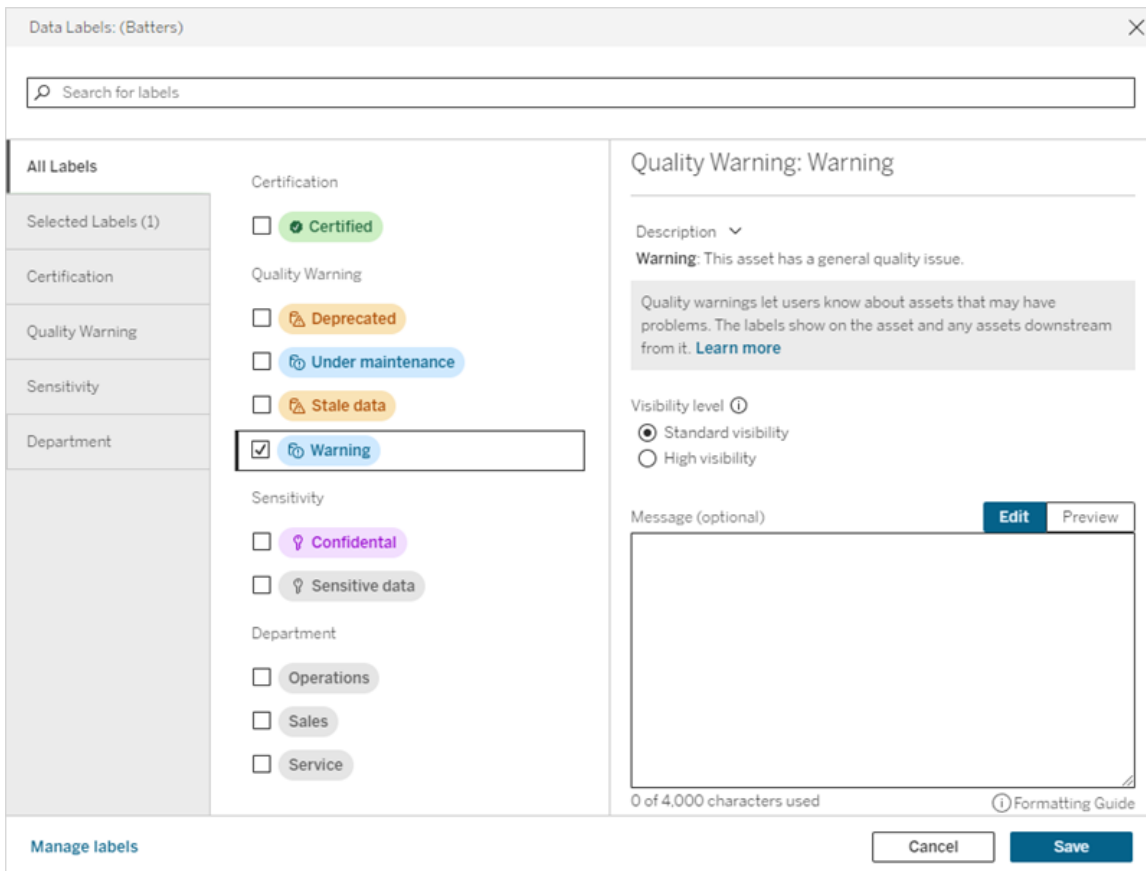 Data Labels: (Batters)
Search for labels
All Labels
Selected Labels (1)
Certification
Quality Warning
Sensitivity
Department
Certification
Certified
Quality Warning
Deprecated
Under maintenance
Stale data
Warning
Sensitivity
Confidental
Sensitive data
Department
Operations
Sales
Service
Quality Warning: Warning
Description
Warning: This asset has a general quality issue.
Quality warnings let users know about assets that may have
problems. The labels show on the asset and any assets downstream
from it. Learn more
Visibility level
Standard visibility
High visibility
Message (optional)
Edit
Preview
0 of 4,000 characters used
Formatting Guide
Manage labels
Cancel
Save